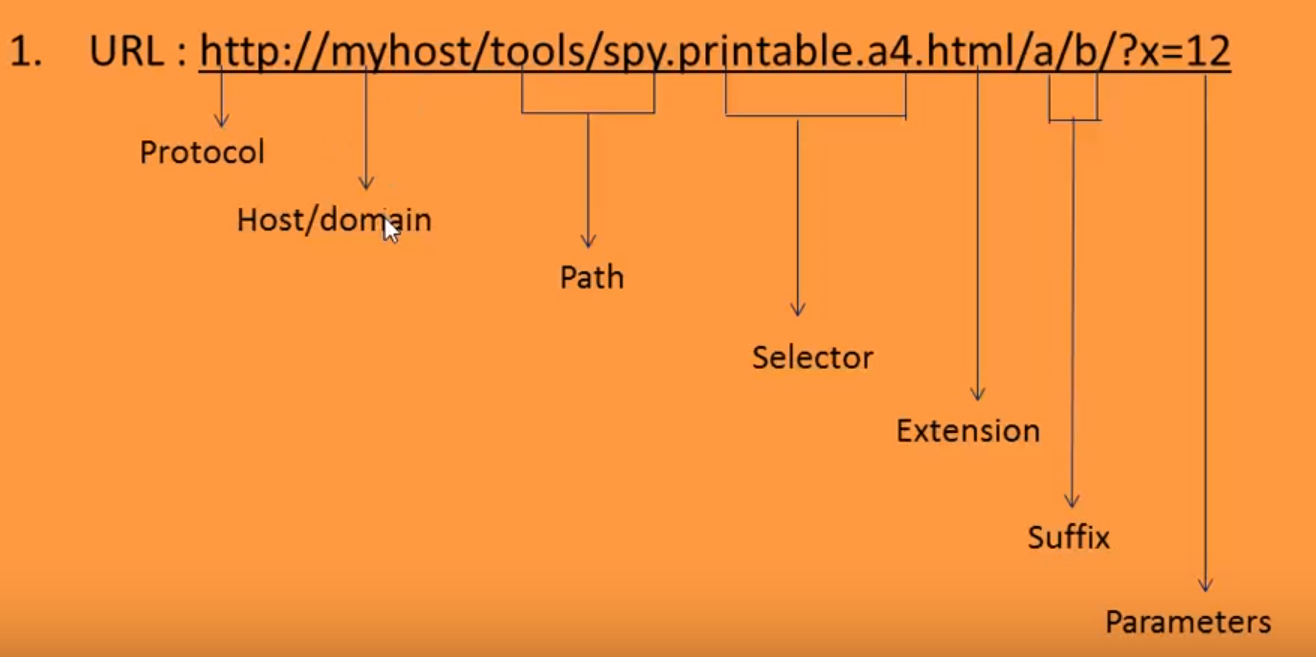 1. URL : http://myhost/tools/spy.printable.a4.html/a/b/?x=12
Protocol
Host/domain
Path
Selector
Extension
Suffix
Parameters